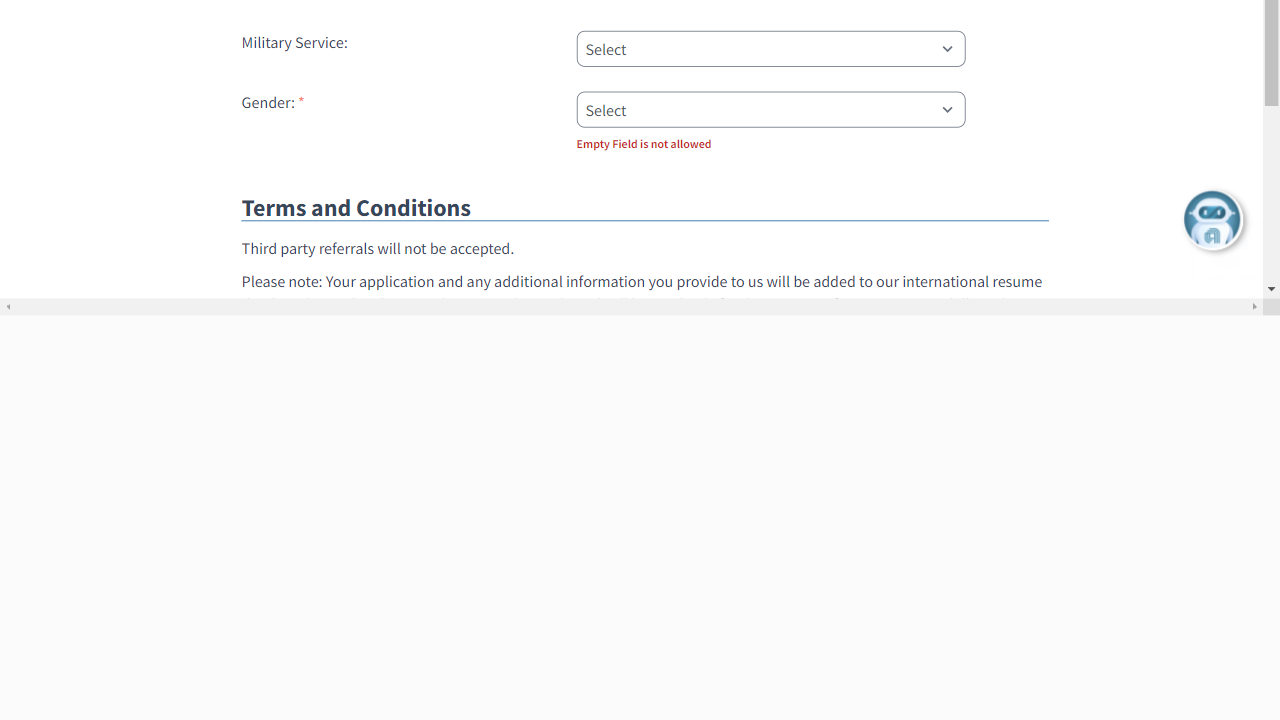 Military Service:
Select
Gender: *
Select
Empty Field is not allowed
Terms and Conditions
Third party referrals will not be accepted.
Please note: Your application and any additional information you provide to us will be added to our international resume